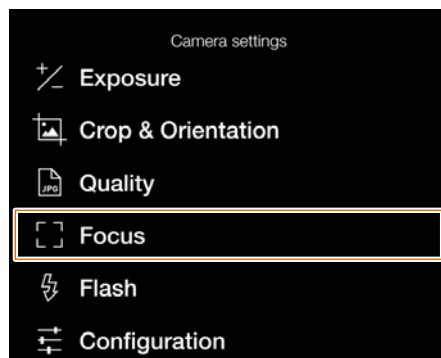 Camera settings
Exposure
Crop & Orientation
JPG Quality
Focus
Flash
Configuration